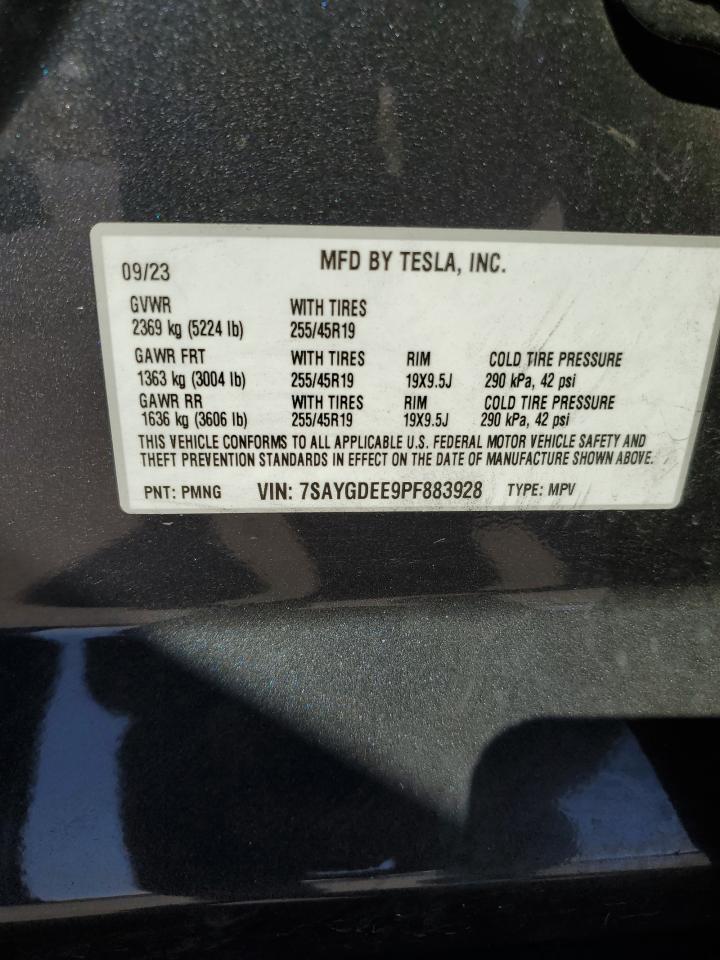 09/23 MFD BY TESLA, INC.
GVWR WITH TIRES
2369 kg (5224 lb) 255/45R19
GAWR FRT WITH TIRES RIM COLD TIRE PRESSURE
1363 kg (3004 lb) 255/45R19 19X9.5J 290 kPa, 42 psi
GAWR RR WITH TIRES RIM COLD TIRE PRESSURE
1636 kg (3606 lb) 255/45R19 19X9.5J 290 kPa, 42 psi
THIS VEHICLE CONFORMS TO ALL APPLICABLE U.S. FEDERAL MOTOR VEHICLE SAFETY AND
THEFT PREVENTION STANDARDS IN EFFECT ON THE DATE OF MANUFACTURE SHOWN ABOVE.
PNT: PMNG VIN: 7SAYGDEE9PF883928 TYPE: MPV